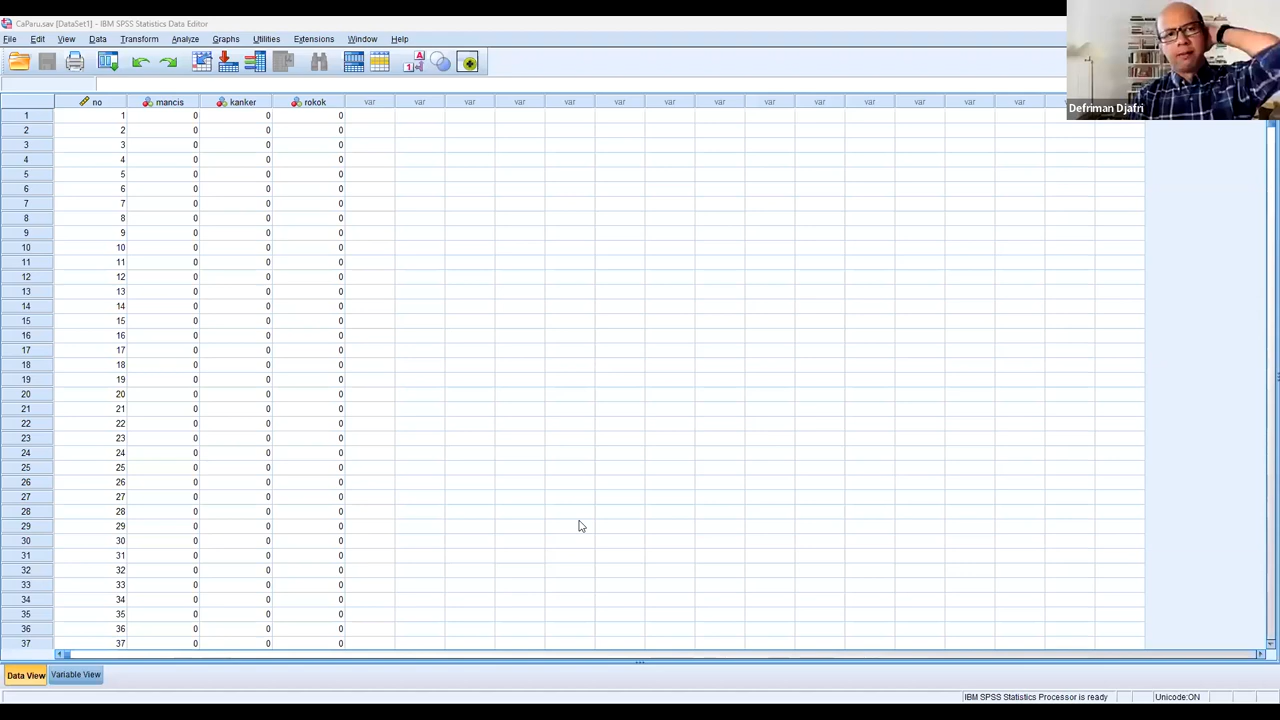 CaParu.sav [DataSet1] - IBM SPSS Statistics Data Editor
File Edit View Data Transform Analyze Graphs Utilities Extensions Window Help
Defriman Djafri
no mancis kanker rokok var var var var var var var var var var var var var var
1 1 0 0 0
2 2 0 0 0
3 3 0 0 0
4 4 0 0 0
5 5 0 0 0
6 6 0 0 0
7 7 0 0 0
8 8 0 0 0
9 9 0 0 0
10 10 0 0 0
11 11 0 0 0
12 12 0 0 0
13 13 0 0 0
14 14 0 0 0
15 15 0 0 0
16 16 0 0 0
17 17 0 0 0
18 18 0 0 0
19 19 0 0 0
20 20 0 0 0
21 21 0 0 0
22 22 0 0 0
23 23 0 0 0
24 24 0 0 0
25 25 0 0 0
26 26 0 0 0
27 27 0 0 0
28 28 0 0 0
29 29 0 0 0
30 30 0 0 0
31 31 0 0 0
32 32 0 0 0
33 33 0 0 0
34 34 0 0 0
35 35 0 0 0
36 36 0 0 0
37 37 0 0 0
Data View Variable View
IBM SPSS Statistics Processor is ready Unicode:ON